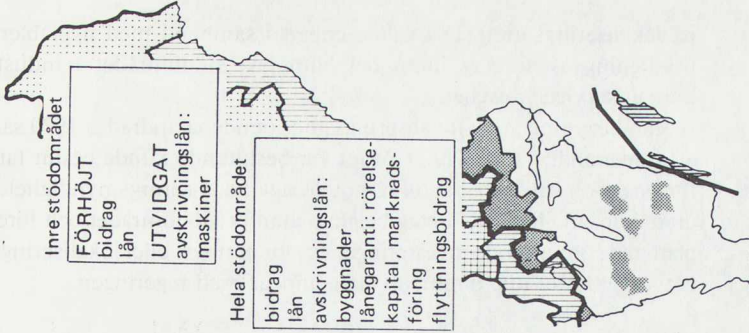 Inre stödområdet
FÖRHÖJT
bidrag
lån
UTVIDGAT
avskrivningslån:
maskiner
Hela stödområdet
bidrag
lån
avskrivningslån:
byggnader
lånegaranti: rörelse-
kapital, marknads-
föring
flyttningsbidrag